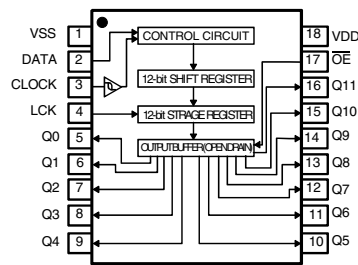 VSS 1
DATA 2
CLOCK 3
LCK 4
Q0 5
Q1 6
Q2 7
Q3 8
Q4 9
CONTROL CIRCUIT
12-bit SHIFT REGISTER
12-bit STRAGE REGISTER
OUTPUTBUFFER(OPENDRAIN)
18 VDD
17 OE
16 Q11
15 Q10
14 Q9
13 Q8
12 Q7
11 Q6
10 Q5